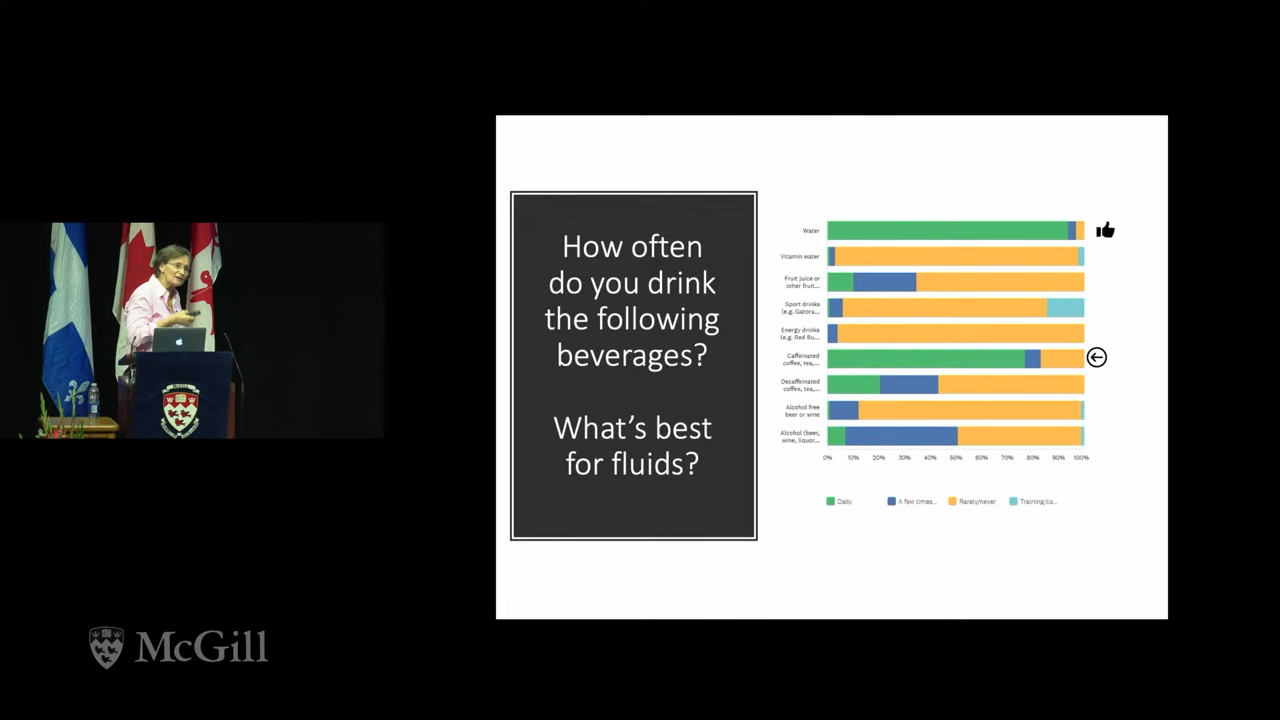 How often
do you drink
the following
beverages?
What's best
for fluids?
Water
Vitamin water
Fruit juice or
other fruit...
Sport drinks
(e.g. Gatora...
Energy drinks
(e.g. Red Bu...
Caffeinated
coffee, tea,...
Decaffeinated
coffee, tea,...
Alcohol free
beer or wine
Alcohol (beer,
wine, liquor...
0% 10% 20% 30% 40% 50% 60% 70% 80% 90% 100%
Daily A few times... Rarely/never Training/co...
McGILL
McGill